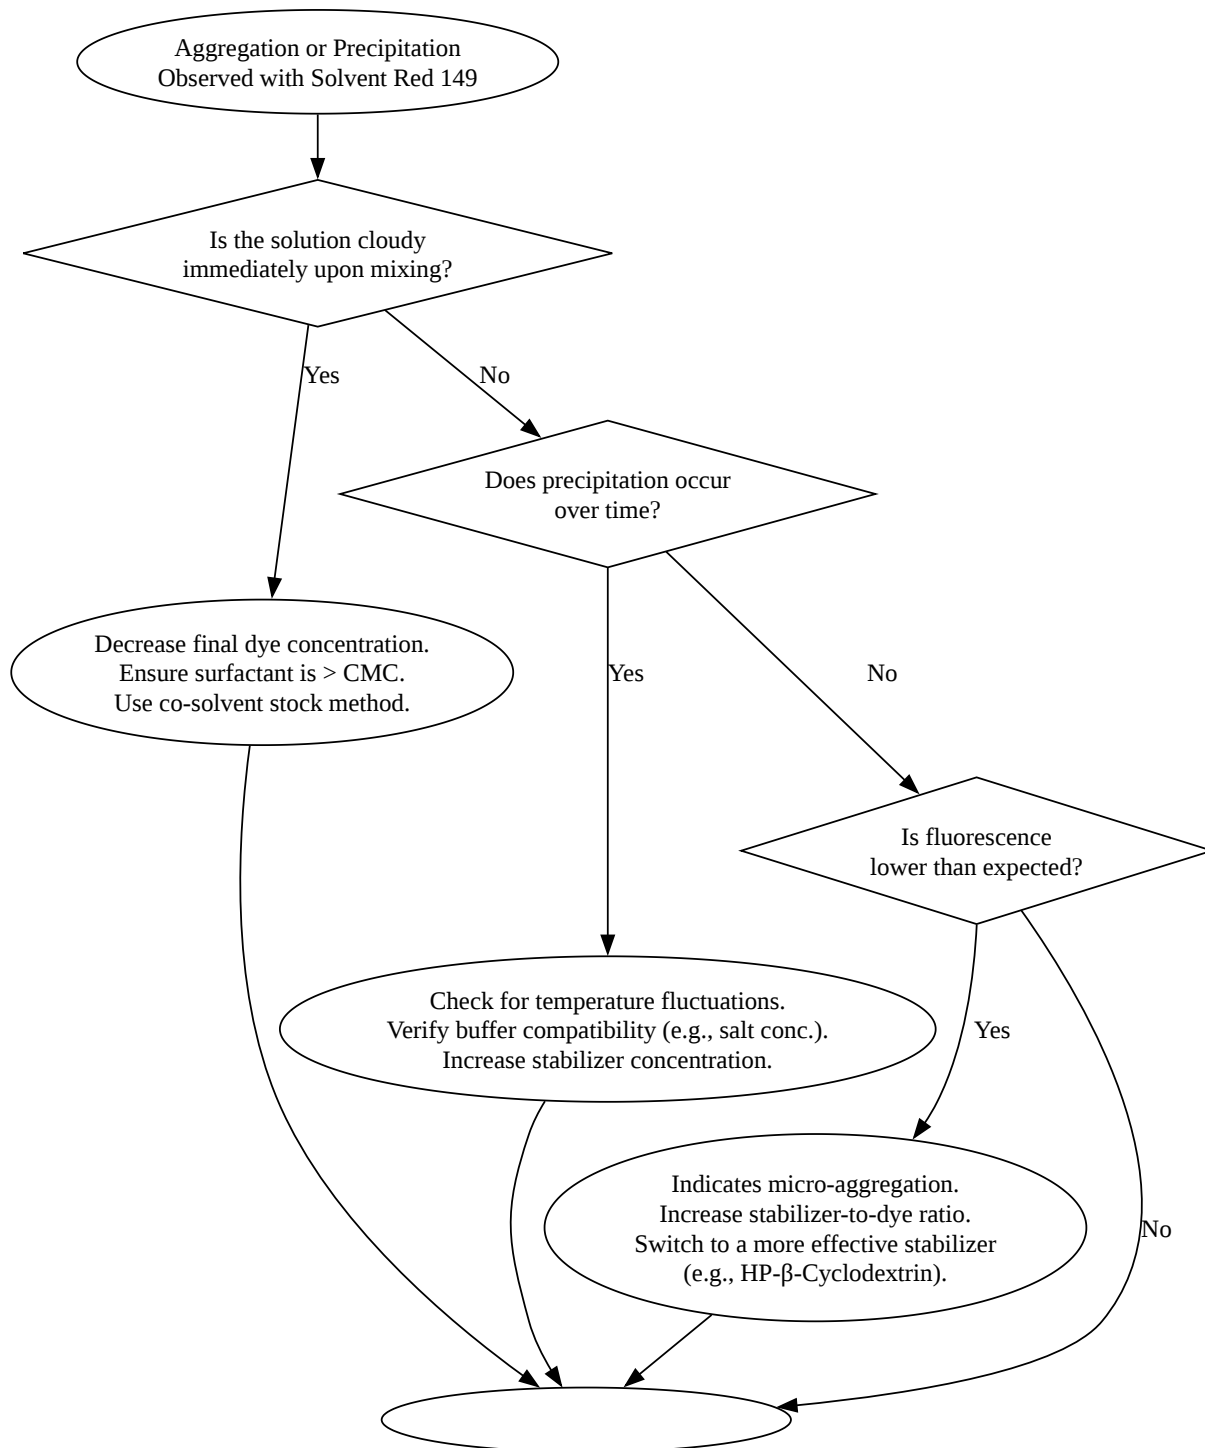 Aggregation or Precipitation
Observed with Solvent Red 149
Is the solution cloudy
immediately upon mixing?
Yes
No
Does precipitation occur
over time?
Decrease final dye concentration.
Ensure surfactant is > CMC.
Use co-solvent stock method.
Yes
No
Is fluorescence
lower than expected?
Check for temperature fluctuations.
Verify buffer compatibility (e.g., salt conc.).
Increase stabilizer concentration.
Yes
Indicates micro-aggregation.
Increase stabilizer-to-dye ratio.
Switch to a more effective stabilizer
(e.g., HP-β-Cyclodextrin).
No